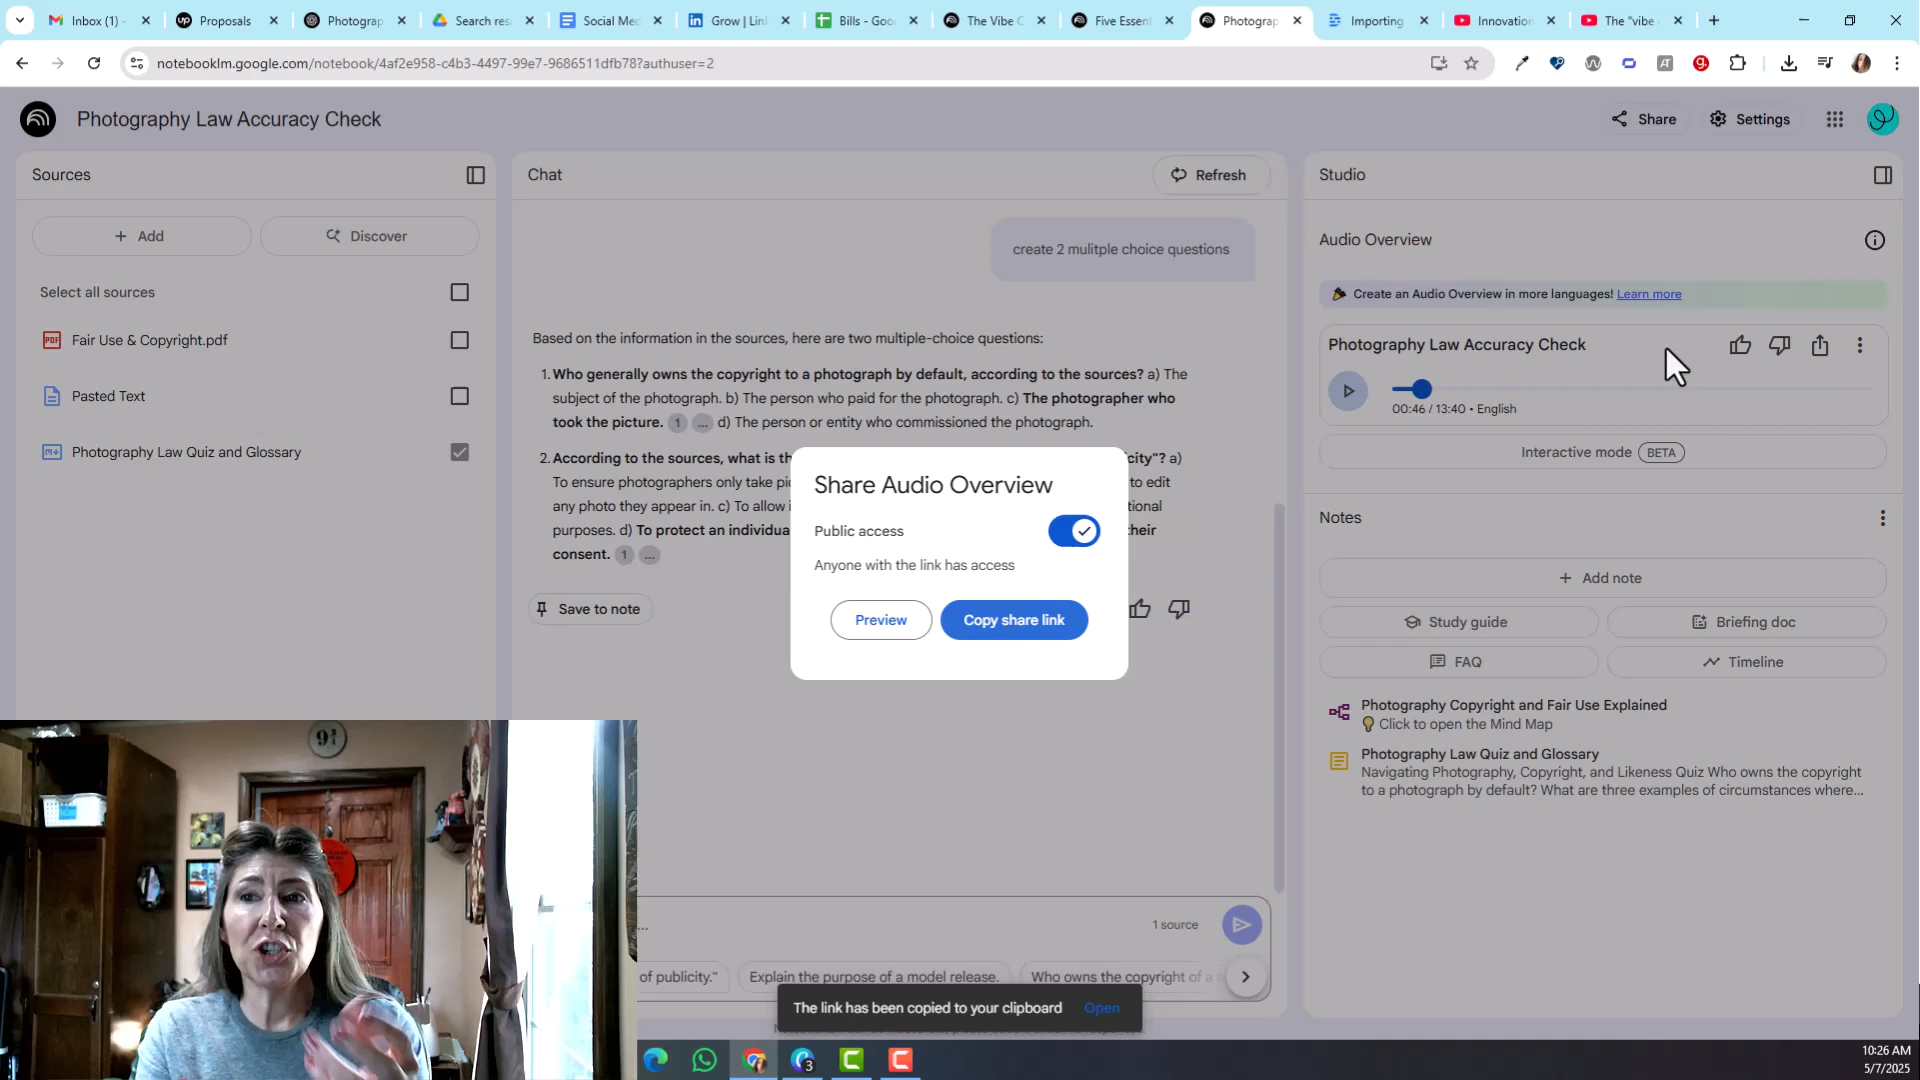 Inbox (1) -
Proposals
Photograp
Search res
Social Mec
Grow | Link
Bills - Goo
The Vibe C
Five Essent
Photograp
Importing
Innovation
The "vibe
notebooklm.google.com/notebook/4af2e958-c4b3-4497-99e7-9686511dfb78?authuser=2
Photography Law Accuracy Check
Share
Settings
Sources
Add
Discover
Select all sources
Fair Use & Copyright.pdf
Pasted Text
Photography Law Quiz and Glossary
Chat
Refresh
create 2 mulitple choice questions
Based on the information in the sources, here are two multiple-choice questions:
1. Who generally owns the copyright to a photograph by default, according to the sources? a) The
subject of the photograph. b) The person who paid for the photograph. c) The photographer who
took the picture. 1 ... d) The person or entity who commissioned the photograph.
2. According to the sources, what is th city"? a)
To ensure photographers only take pi to edit
any photo they appear in. c) To allow i tional
purposes. d) To protect an individua their
consent. 1 ...
Save to note
Share Audio Overview
Public access
Anyone with the link has access
Preview
Copy share link
...
1 source
of publicity."
Explain the purpose of a model release.
Who owns the copyright of a
The link has been copied to your clipboard
Open
Studio
Audio Overview
Create an Audio Overview in more languages! Learn more
Photography Law Accuracy Check
00:46 / 13:40 • English
Interactive mode BETA
Notes
Add note
Study guide
Briefing doc
FAQ
Timeline
Photography Copyright and Fair Use Explained
Click to open the Mind Map
Photography Law Quiz and Glossary
Navigating Photography, Copyright, and Likeness Quiz Who owns the copyright
to a photograph by default? What are three examples of circumstances where...
3
10:26 AM
5/7/2025